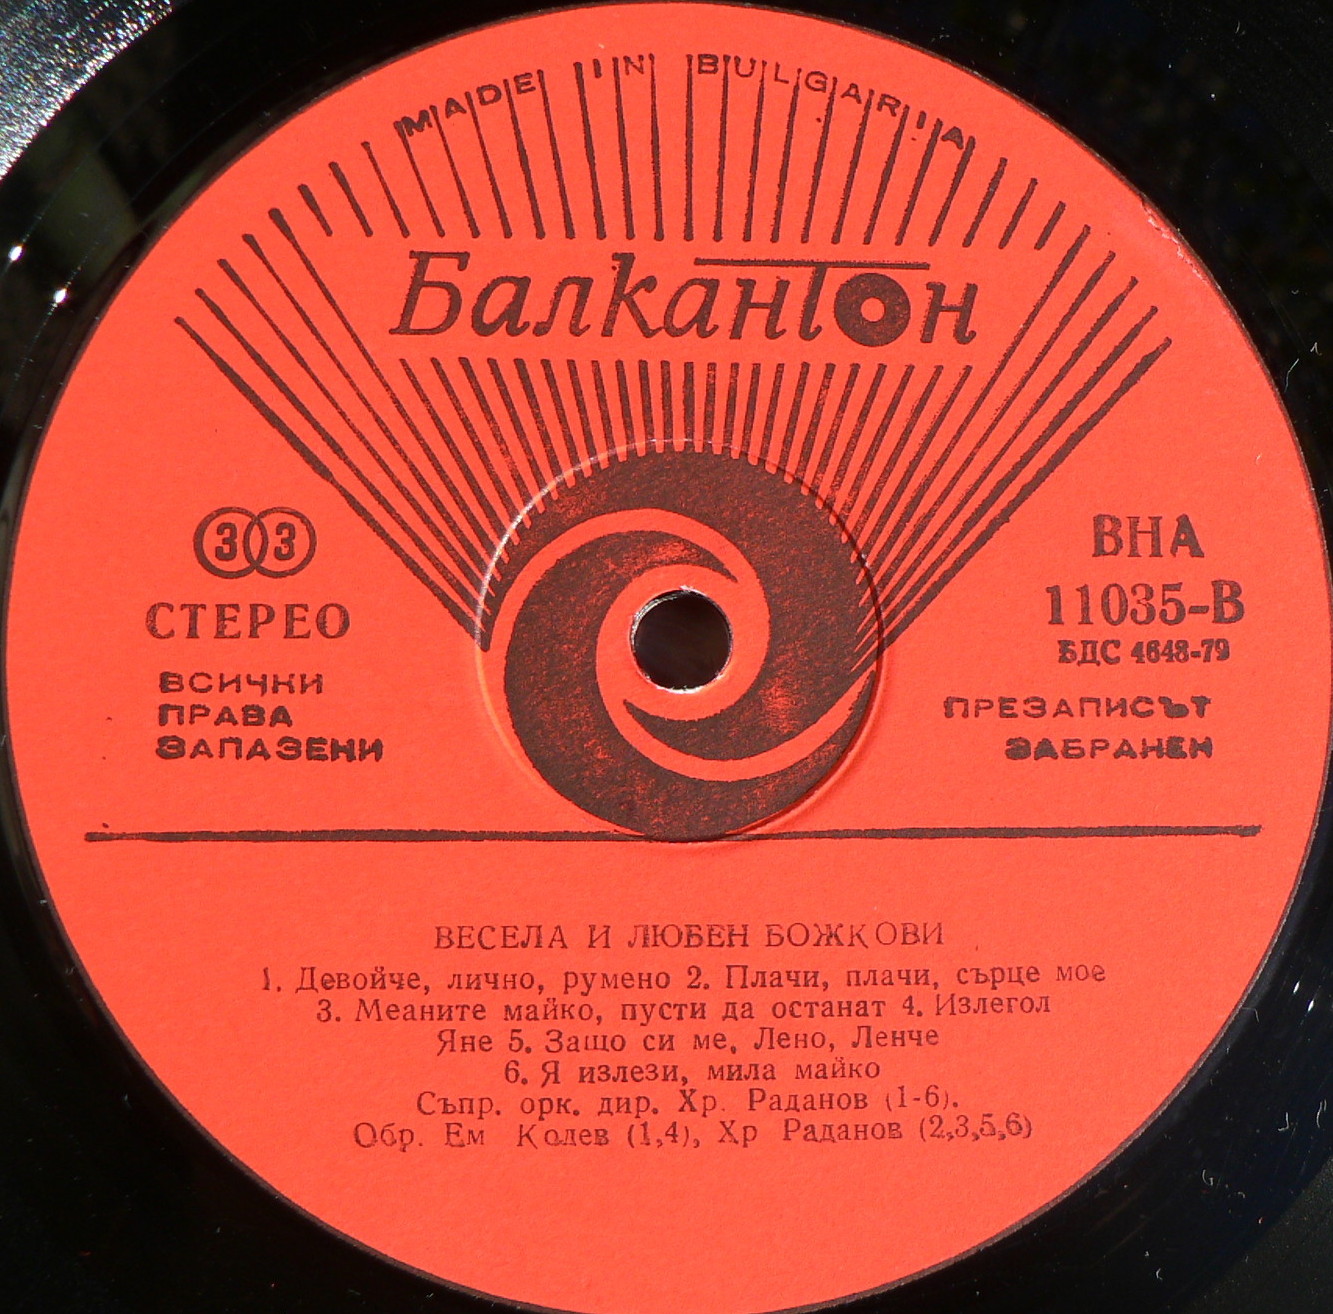 MADE IN BULGARIA
Балкантон
33
СТЕРЕО
ВСИЧКИ
ПРАВА
ЗАПАЗЕНИ
ВНА
11035-В
БДС 4648-79
ПРЕЗАПИСЪТ
ЗАБРАНЕН
ВЕСЕЛА И ЛЮБЕН БОЖКОВИ
1. Девойче, лично, румено 2. Плачи, плачи, сърце мое
3. Меаните майко, пусти да останат 4. Излегол
Яне 5. Защо си ме, Лено, Ленче
6. Я излези, мила майко
Съпр. орк. дир. Хр. Раданов (1-6).
Обр. Ем Колев (1,4), Хр Раданов (2,3,5,6)